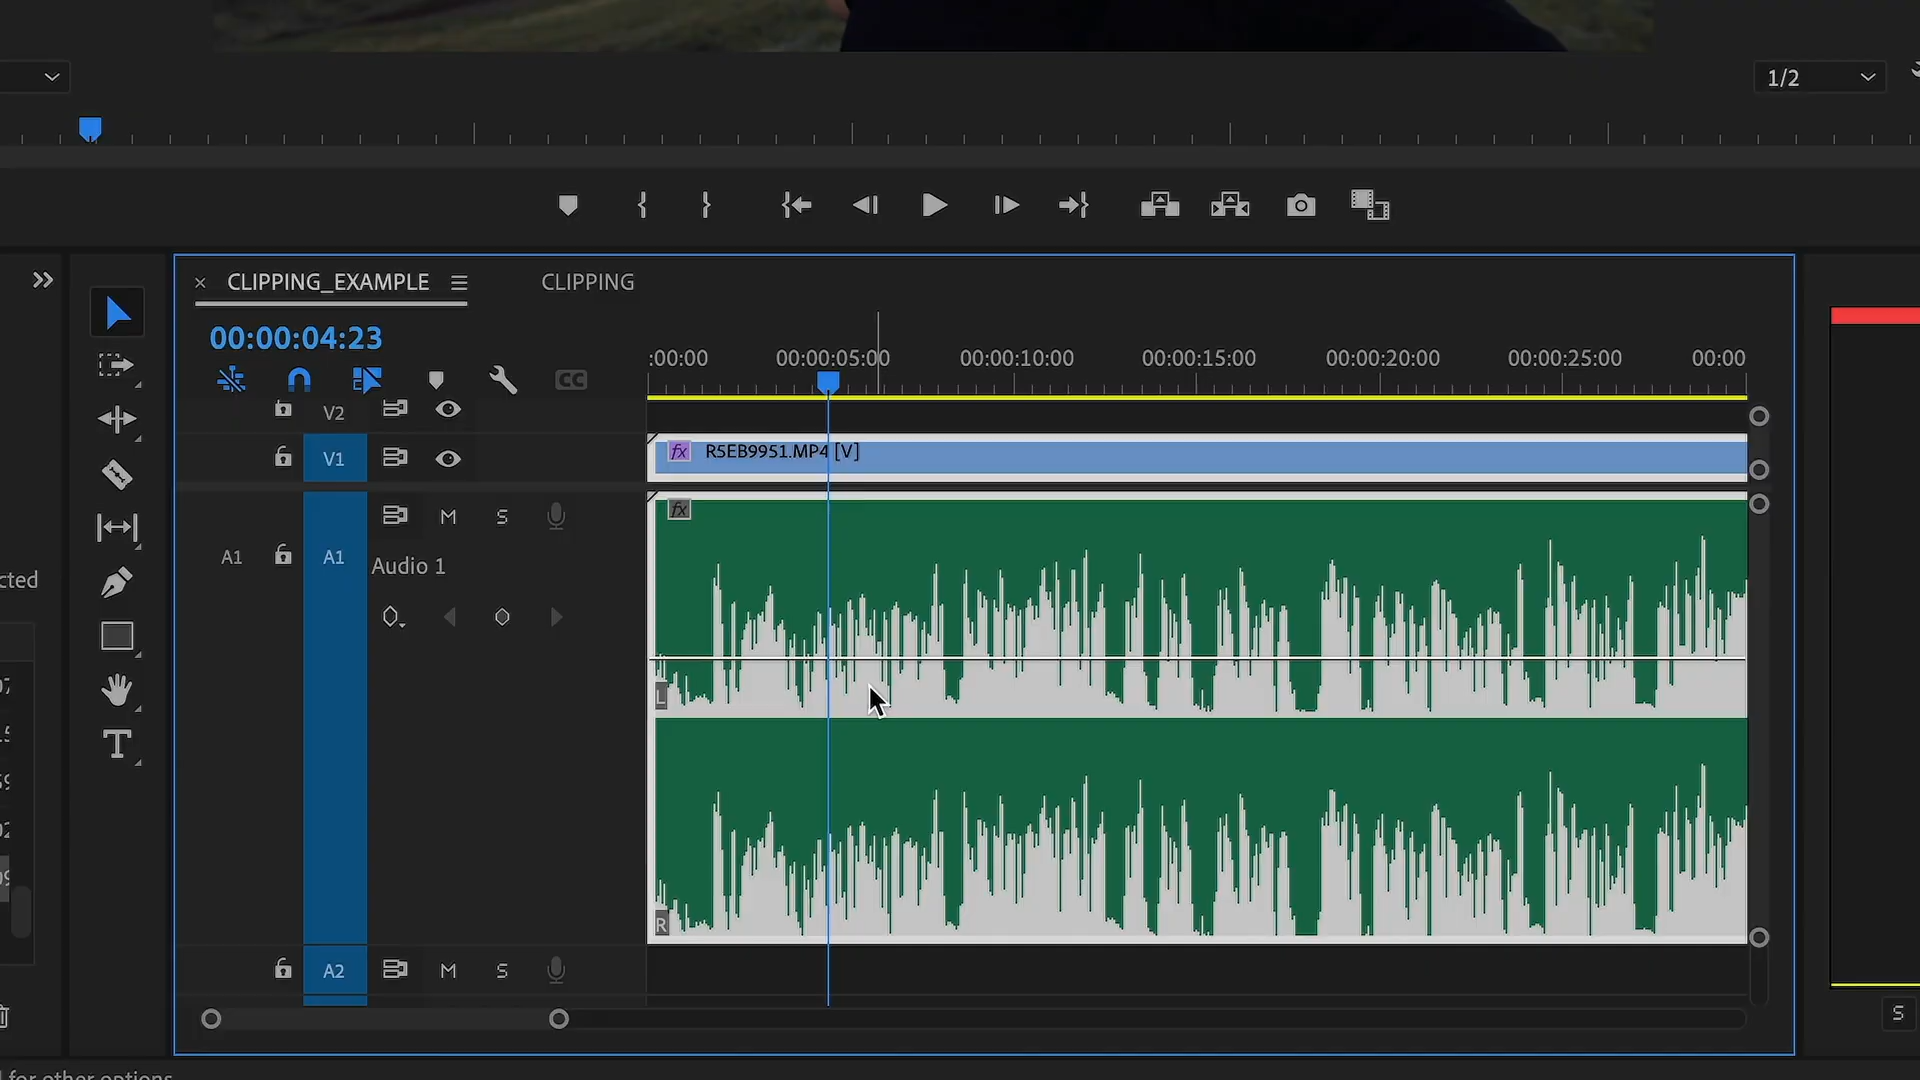 1/2
CLIPPING_EXAMPLE
CLIPPING
00:00:04:23
:00:00
00:00:05:00
00:00:10:00
00:00:15:00
00:00:20:00
00:00:25:00
00:00
CC
V2
V1
fx R5EB9951.MP4 [V]
M S
fx
A1 A1
Audio 1
cted
L
R
A2 M S
S
for other options